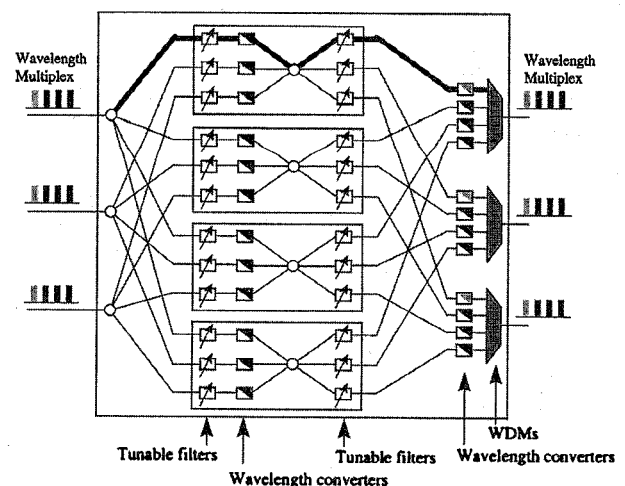 Wavelength
Multiplex
Wavelength
Multiplex
WDMs
Tunable filters
Tunable filters
Wavelength converters
Wavelength converters